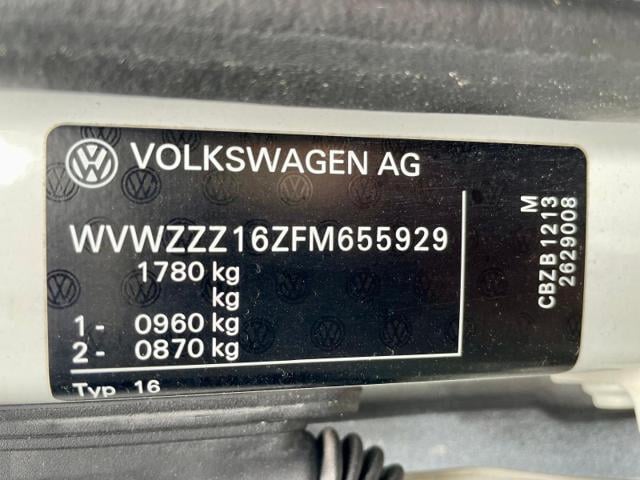 VOLKSWAGEN AG
WVWZZZ16ZFM655929
1780 kg
kg
1- 0960 kg
2- 0870 kg
Typ 16
M
CBZB1213
2629008